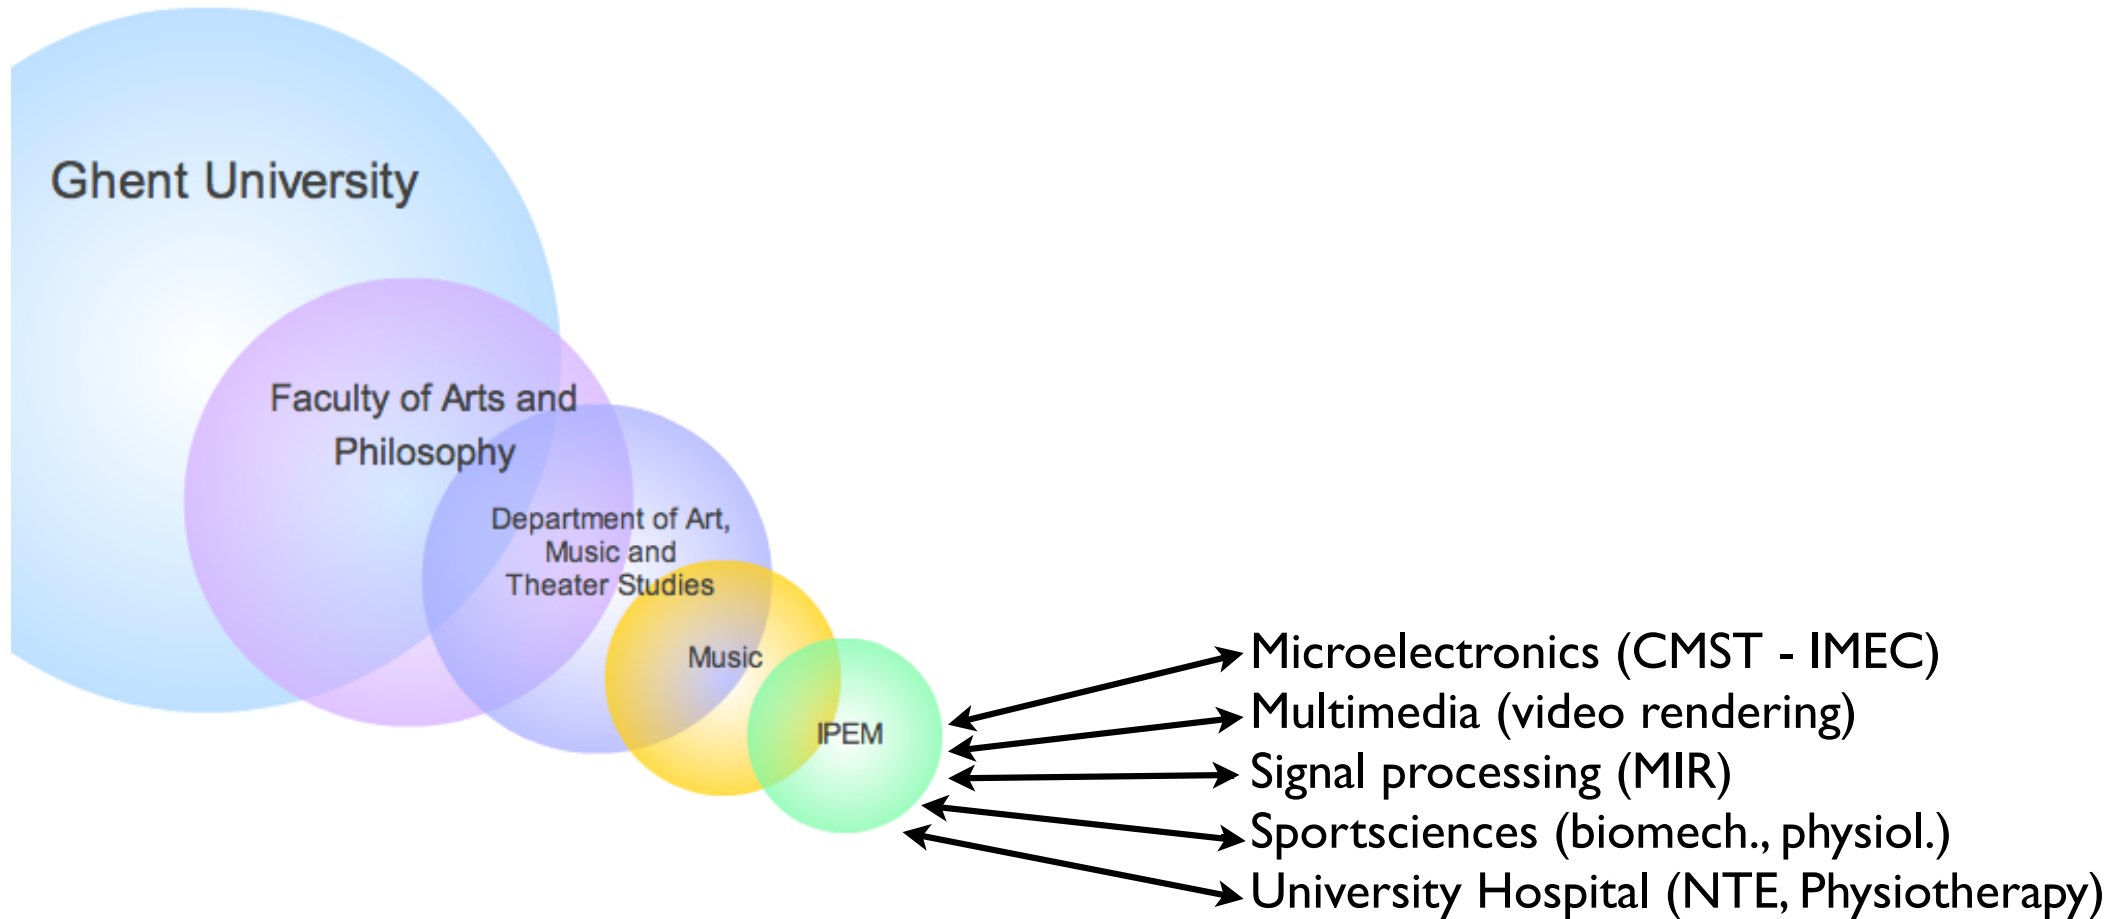 Ghent University
Faculty of Arts and
Philosophy
Department of Art,
Music and
Theater Studies
Music
IPEM
Microelectronics (CMST - IMEC)
Multimedia (video rendering)
Signal processing (MIR)
Sportsciences (biomech., physiol.)
University Hospital (NTE, Physiotherapy)